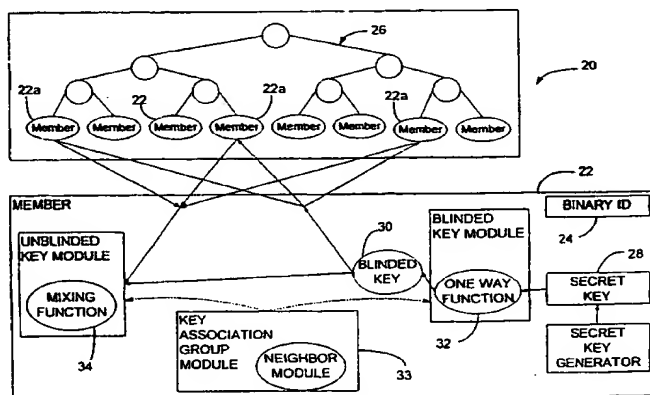 26
20
22a
22
22a
22a
Member Member Member Member Member Member Member Member
22
MEMBER
BINARY ID
24
UNBLINDED
KEY MODULE
MIXING
FUNCTION
34
30
BLINDED
KEY
BLINDED
KEY MODULE
ONE WAY
FUNCTION
32
28
SECRET
KEY
SECRET
KEY
GENERATOR
KEY
ASSOCIATION
GROUP
MODULE
NEIGHBOR
MODULE
33